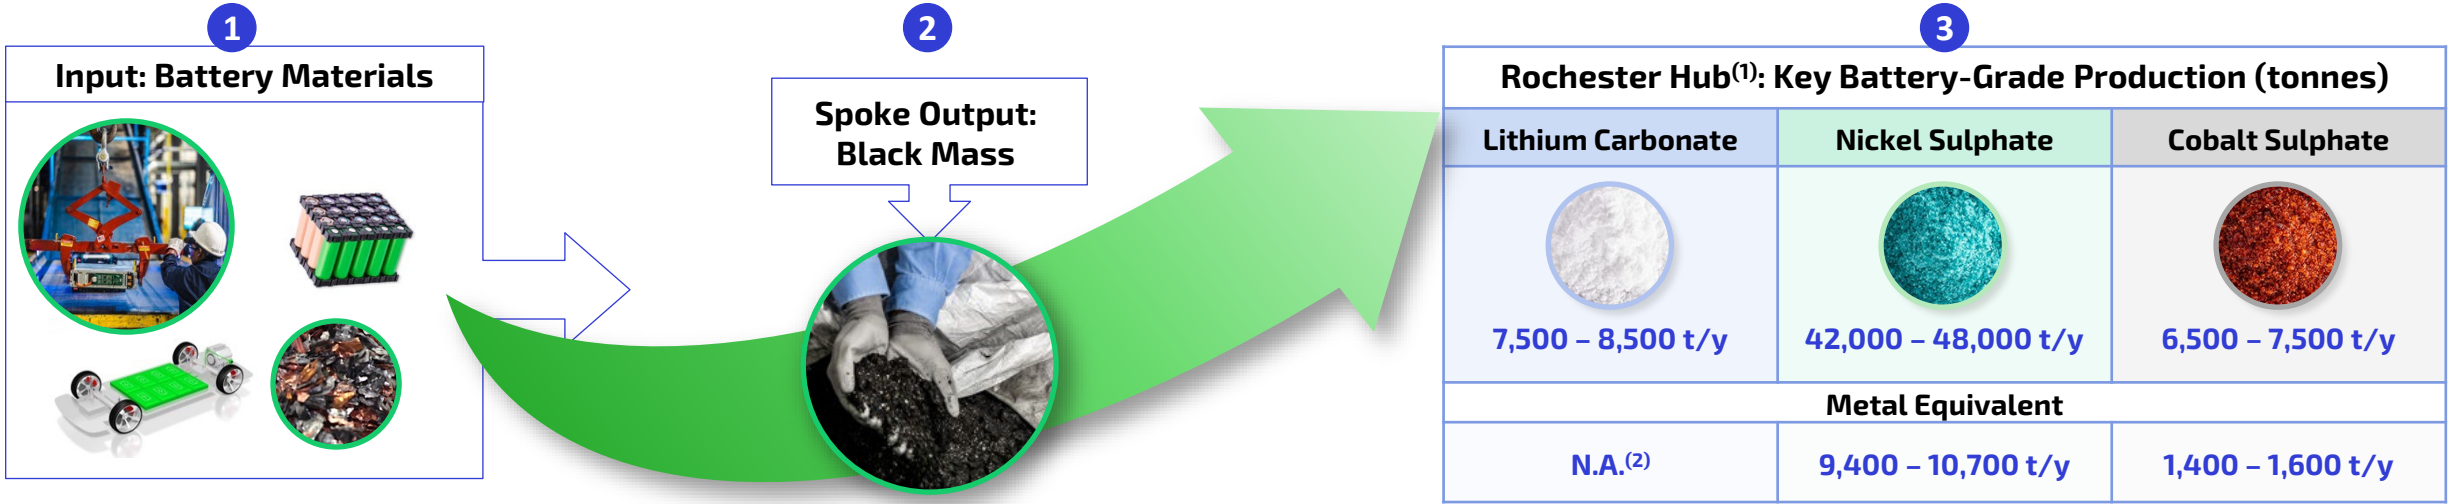 1
Input: Battery Materials
2
Spoke Output:
Black Mass
3
Rochester Hub(1): Key Battery-Grade Production (tonnes)
Lithium Carbonate
Nickel Sulphate
Cobalt Sulphate
7,500 – 8,500 t/y
42,000 – 48,000 t/y
6,500 – 7,500 t/y
Metal Equivalent
N.A.(2)
9,400 – 10,700 t/y
1,400 – 1,600 t/y